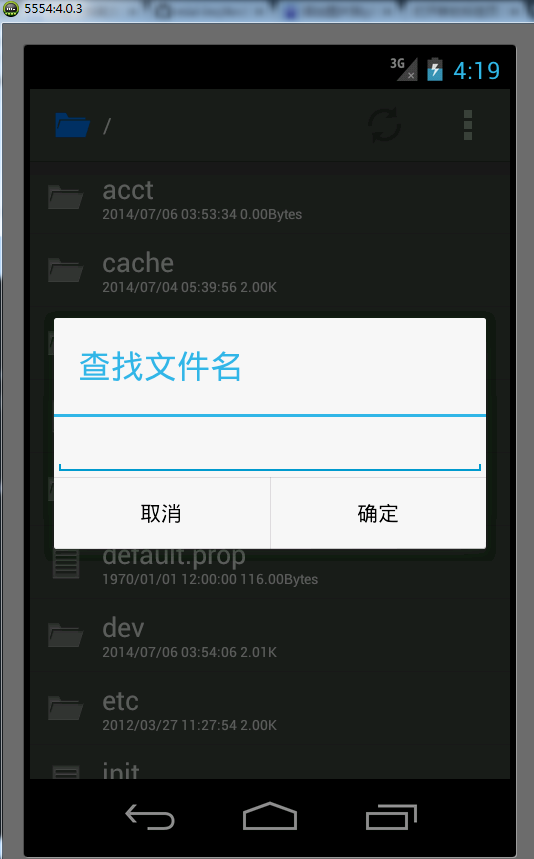 5554:4.0.3
3G
4:19
/
acct
2014/07/06 03:53:34 0.00Bytes
cache
2014/07/04 05:39:56 2.00K
查找文件名
取消
确定
default.prop
1970/01/01 12:00:00 116.00Bytes
dev
2014/07/06 03:54:06 2.01K
etc
2012/03/27 11:27:54 2.00K
init